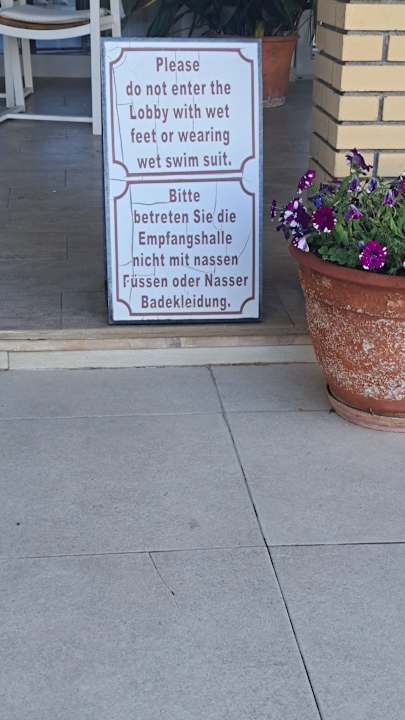 Please
do not enter the
Lobby with wet
feet or wearing
wet swim suit.
Bitte
betreten Sie die
Empfangshalle
nicht mit nassen
Füssen oder Nasser
Badekleidung.